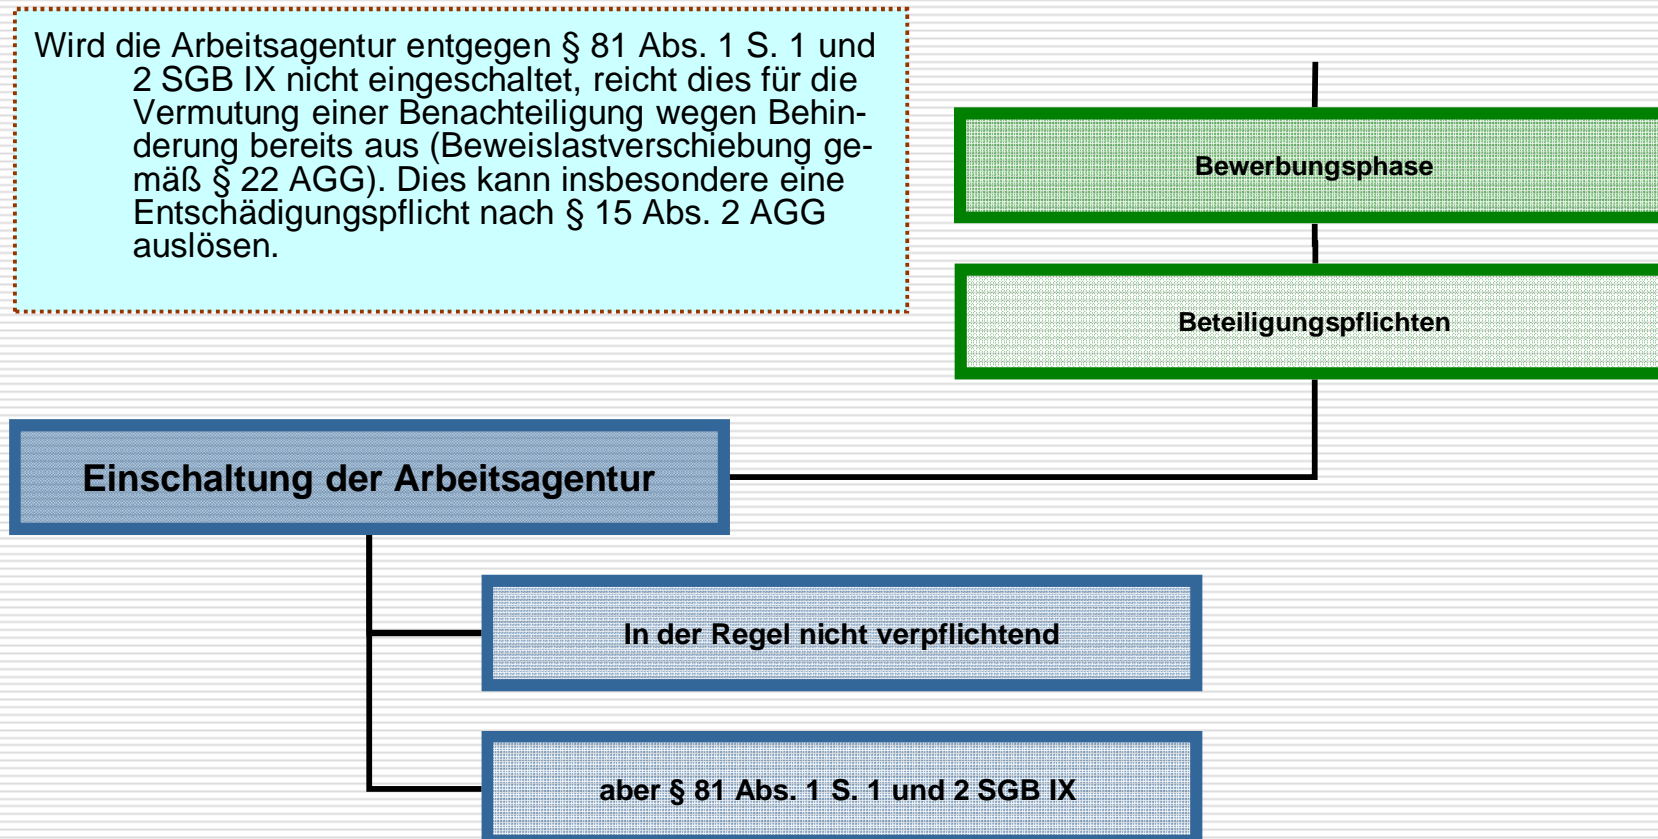 Wird die Arbeitsagentur entgegen § 81 Abs. 1 S. 1 und
2 SGB IX nicht eingeschaltet, reicht dies für die
Vermutung einer Benachteiligung wegen Behin-
derung bereits aus (Beweislastverschiebung ge-
mäß § 22 AGG). Dies kann insbesondere eine
Entschädigungspflicht nach § 15 Abs. 2 AGG
auslösen.
Bewerbungsphase
Beteiligungspflichten
Einschaltung der Arbeitsagentur
In der Regel nicht verpflichtend
aber § 81 Abs. 1 S. 1 und 2 SGB IX